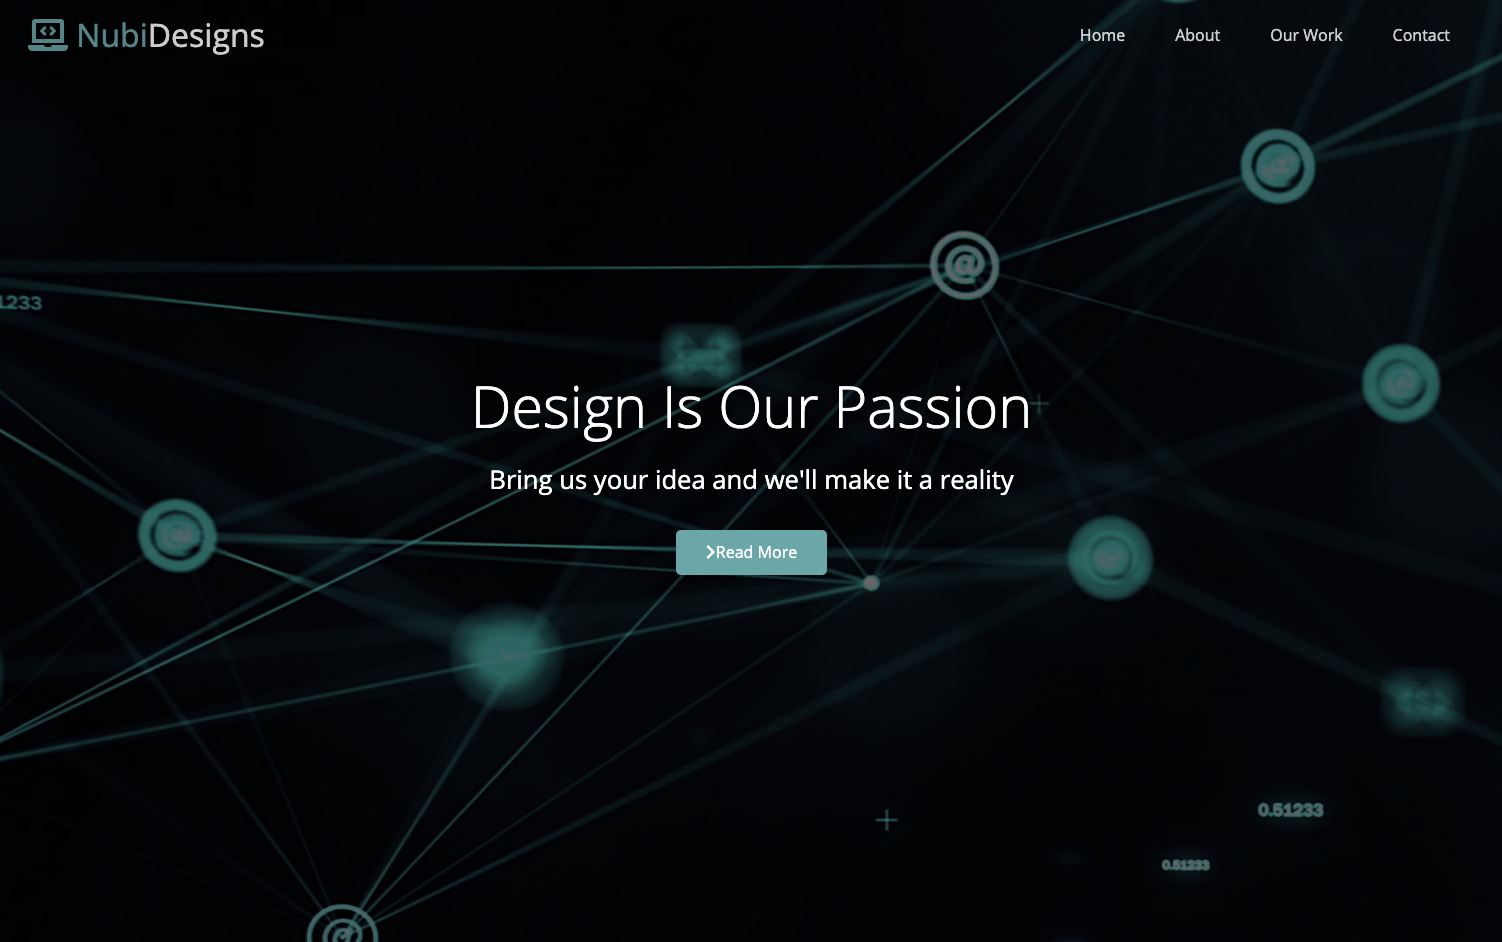 NubiDesigns
Home About Our Work Contact
@
1233
Design Is Our Passion
Bring us your idea and we'll make it a reality
Read More
0.51233
0.51233